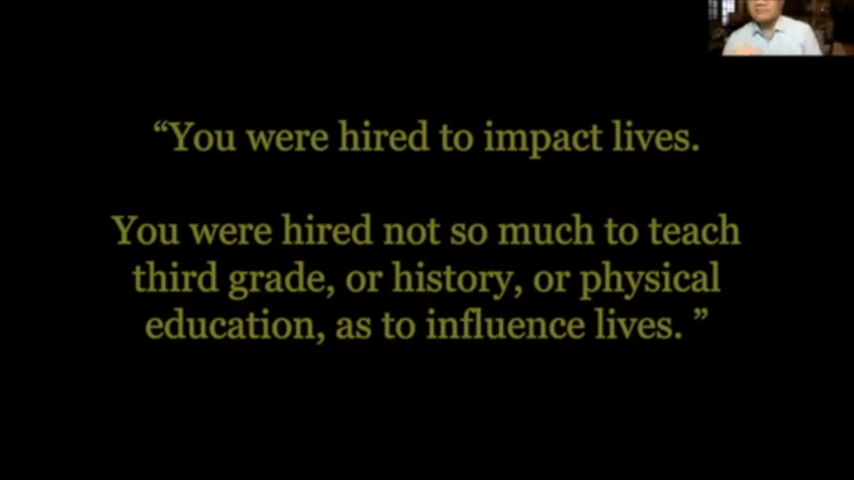 “You were hired to impact lives.
You were hired not so much to teach
third grade, or history, or physical
education, as to influence lives. ”